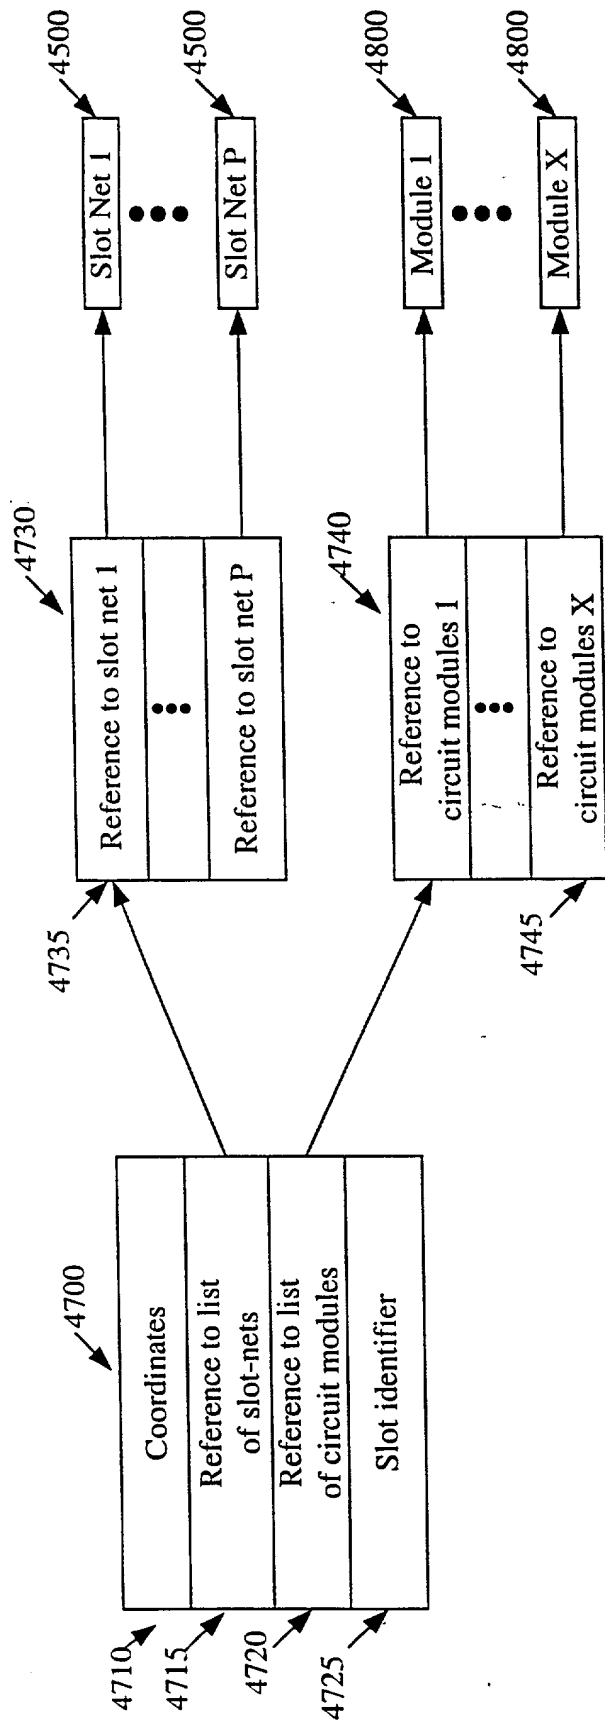 4700
4710
Coordinates
4715
Reference to list
of slot-nets
4720
Reference to list
of circuit modules
4725
Slot identifier
4730
4735
Reference to slot net 1
Reference to slot net P
4740
Reference to
circuit modules 1
Reference to
circuit modules X
4745
4500
Slot Net 1
4500
Slot Net P
4800
Module 1
4800
Module X